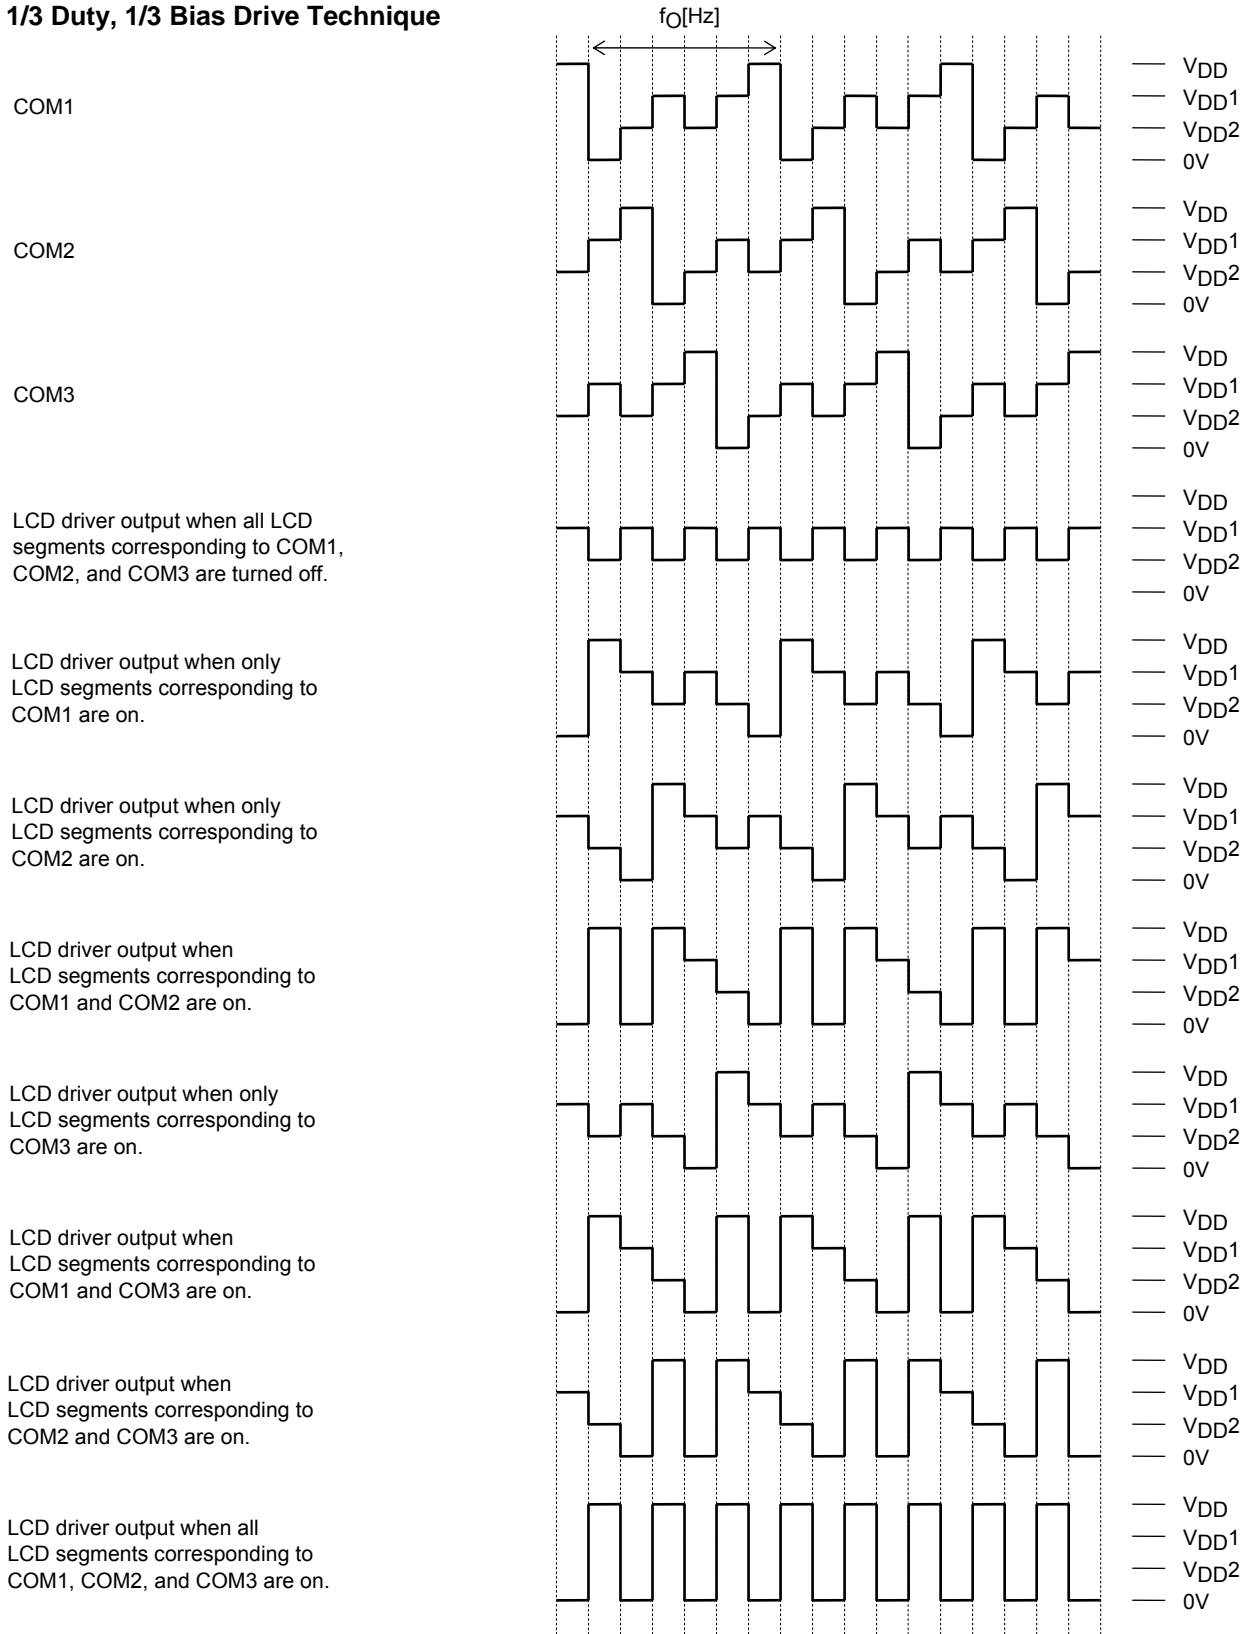 1/3 Duty, 1/3 Bias Drive Technique
fO[Hz]
COM1
VDD
VDD1
VDD2
0V
COM2
VDD
VDD1
VDD2
0V
COM3
VDD
VDD1
VDD2
0V
LCD driver output when all LCD
segments corresponding to COM1,
COM2, and COM3 are turned off.
VDD
VDD1
VDD2
0V
LCD driver output when only
LCD segments corresponding to
COM1 are on.
VDD
VDD1
VDD2
0V
LCD driver output when only
LCD segments corresponding to
COM2 are on.
VDD
VDD1
VDD2
0V
LCD driver output when
LCD segments corresponding to
COM1 and COM2 are on.
VDD
VDD1
VDD2
0V
LCD driver output when only
LCD segments corresponding to
COM3 are on.
VDD
VDD1
VDD2
0V
LCD driver output when
LCD segments corresponding to
COM1 and COM3 are on.
VDD
VDD1
VDD2
0V
LCD driver output when
LCD segments corresponding to
COM2 and COM3 are on.
VDD
VDD1
VDD2
0V
LCD driver output when all
LCD segments corresponding to
COM1, COM2, and COM3 are on.
VDD
VDD1
VDD2
0V